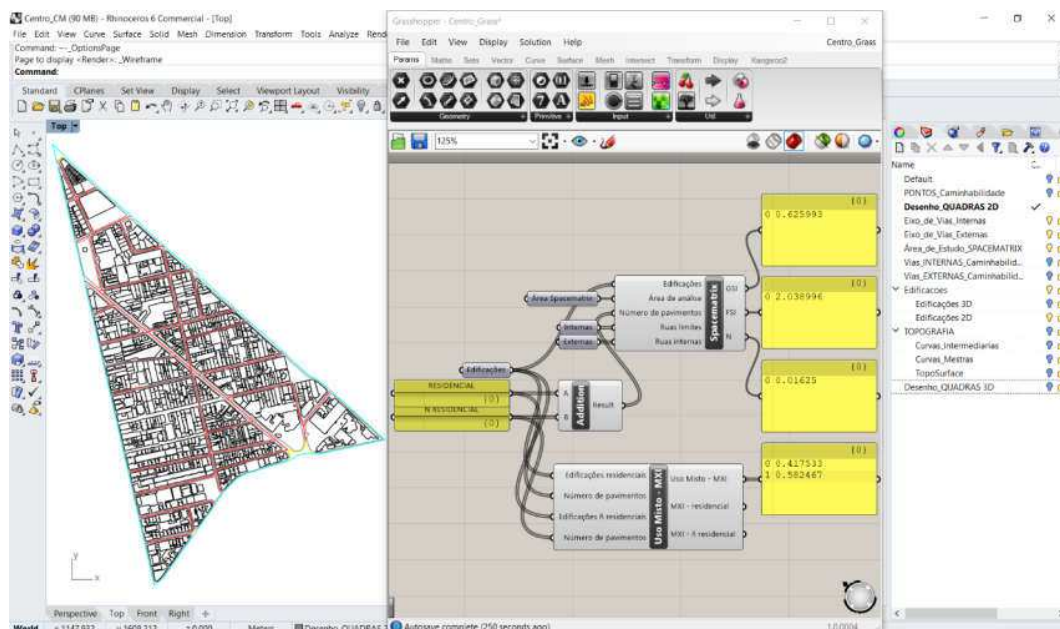 Centro_CM (90 MB) - Rhinoceros 6 Commercial - [Top]
File Edit View Curve Surface Solid Mesh Dimension Transform Tools Analyze
Command: '-_OptionsPage
Page to display <Render>: _Wireframe
Command:
Standard CPlanes Set View Display Select Viewport Layout Visibility
Top
y
x
Perspective Top Front Right
World
Grasshopper - Centro_Grass*
File Edit View Display Solution Help
Centro_Grass
Params Maths Sets Vector Curve Surface Mesh Intersect Transform Display Kangaroo2
Geometry Primitive Input Util
125%
Área Spacematrix
Internas
Externas
Edificações
Edificações
Área de análise
Número de pavimentos
Ruas limites
Ruas internas
Spacematrix
GSI
FSI
N
{0}
0 0.625993
{0}
0 2.038996
{0}
0 0.01625
RESIDENCIAL
{0}
N RESIDENCIAL
{0}
A
B
Addition
Result
Edificações residenciais
Número de pavimentos
Edificações Ñ residenciais
Número de pavimentos
Uso Misto - MXI
Uso Misto - MXI
MXI - residencial
MXI - Ñ residencial
{0}
0 0.417533
1 0.582467
Autosave complete (250 seconds ago)
1.0.0004
Name
Default
PONTOS_Caminhabilidade
Desenho_QUADRAS 2D
Eixo_de_Vias_Internas
Eixo_de_Vias_Externas
Área_de_Estudo_SPACEMATRIX
Vias_INTERNAS_Caminhabilid...
Vias_EXTERNAS_Caminhabilid...
Edificacoes
Edificações 3D
Edificações 2D
TOPOGRAFIA
Curvas_Intermediarias
Curvas_Mestras
TopoSurface
Desenho_QUADRAS 3D